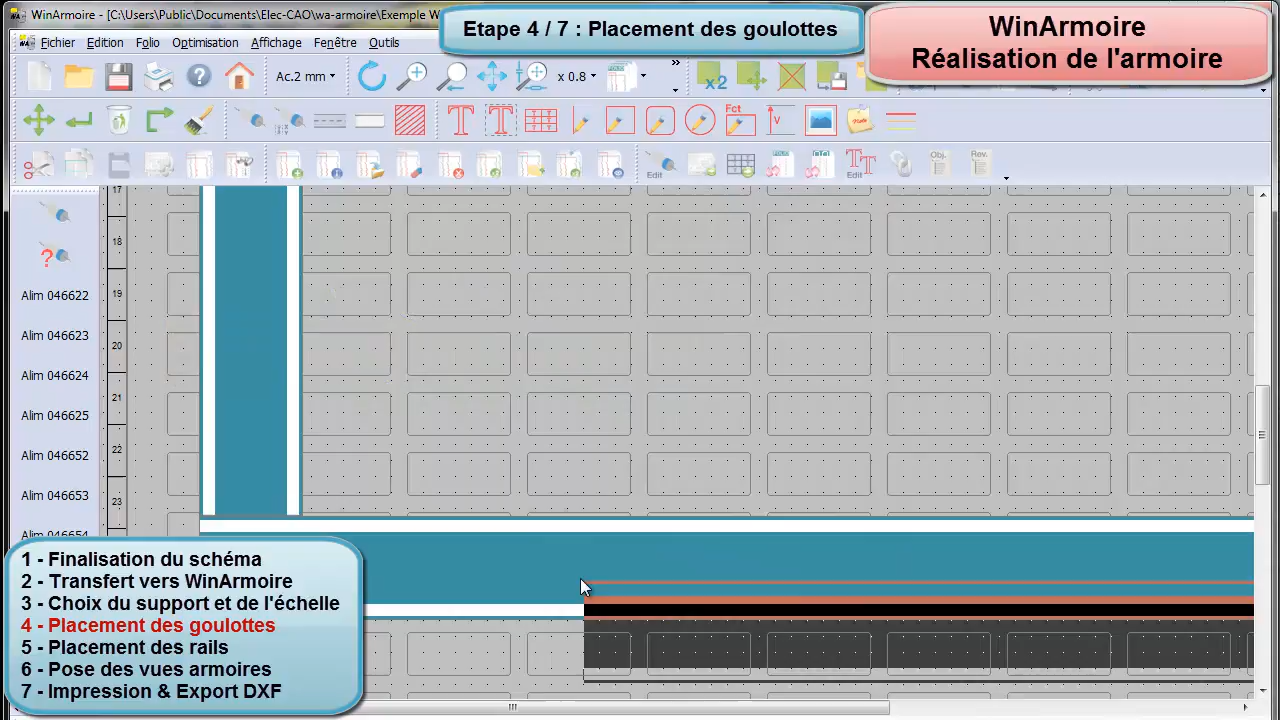 WinArmoire - [C:\Users\Public\Documents\Elec-CAO\wa-armoire\Exemple W
Etape 4 / 7 : Placement des goulottes
WinArmoire
Réalisation de l'armoire
Fichier Edition Folio Optimisation Affichage Fenêtre Outils
Ac.2 mm
x 0.8
»
x2
Fct
V
Note
Edit
Edit
Obj.
Rev.
17
18
19
20
21
22
23
Alim 046622
Alim 046623
Alim 046624
Alim 046625
Alim 046652
Alim 046653
Alim 046654
1 - Finalisation du schéma
2 - Transfert vers WinArmoire
3 - Choix du support et de l'échelle
4 - Placement des goulottes
5 - Placement des rails
6 - Pose des vues armoires
7 - Impression & Export DXF